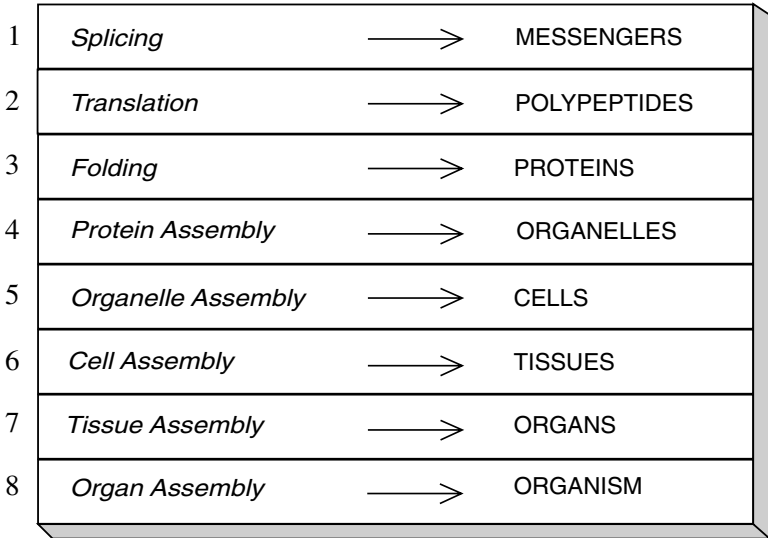 1 Splicing → MESSENGERS
2 Translation → POLYPEPTIDES
3 Folding → PROTEINS
4 Protein Assembly → ORGANELLES
5 Organelle Assembly → CELLS
6 Cell Assembly → TISSUES
7 Tissue Assembly → ORGANS
8 Organ Assembly → ORGANISM